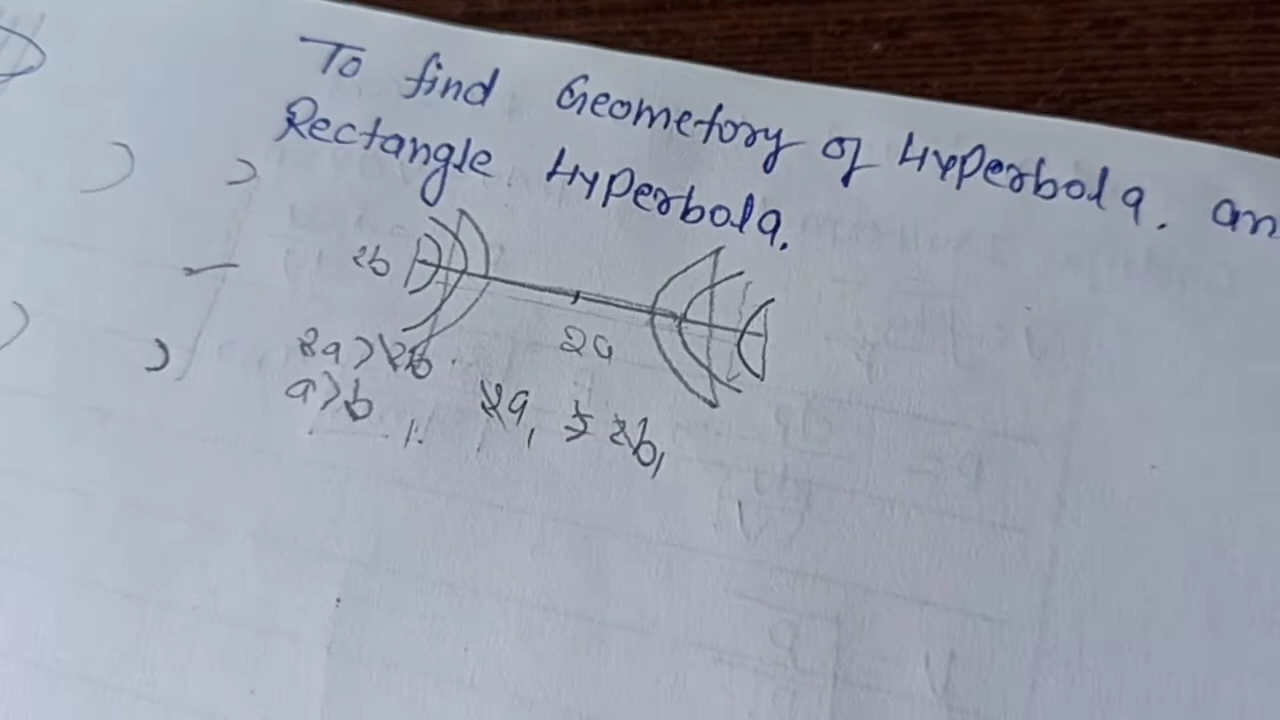 To find Geometory of Hyperbola. an
Rectangle Hyperbola.
2b
2a
2a > 2b.
a>b
2a, 2b,